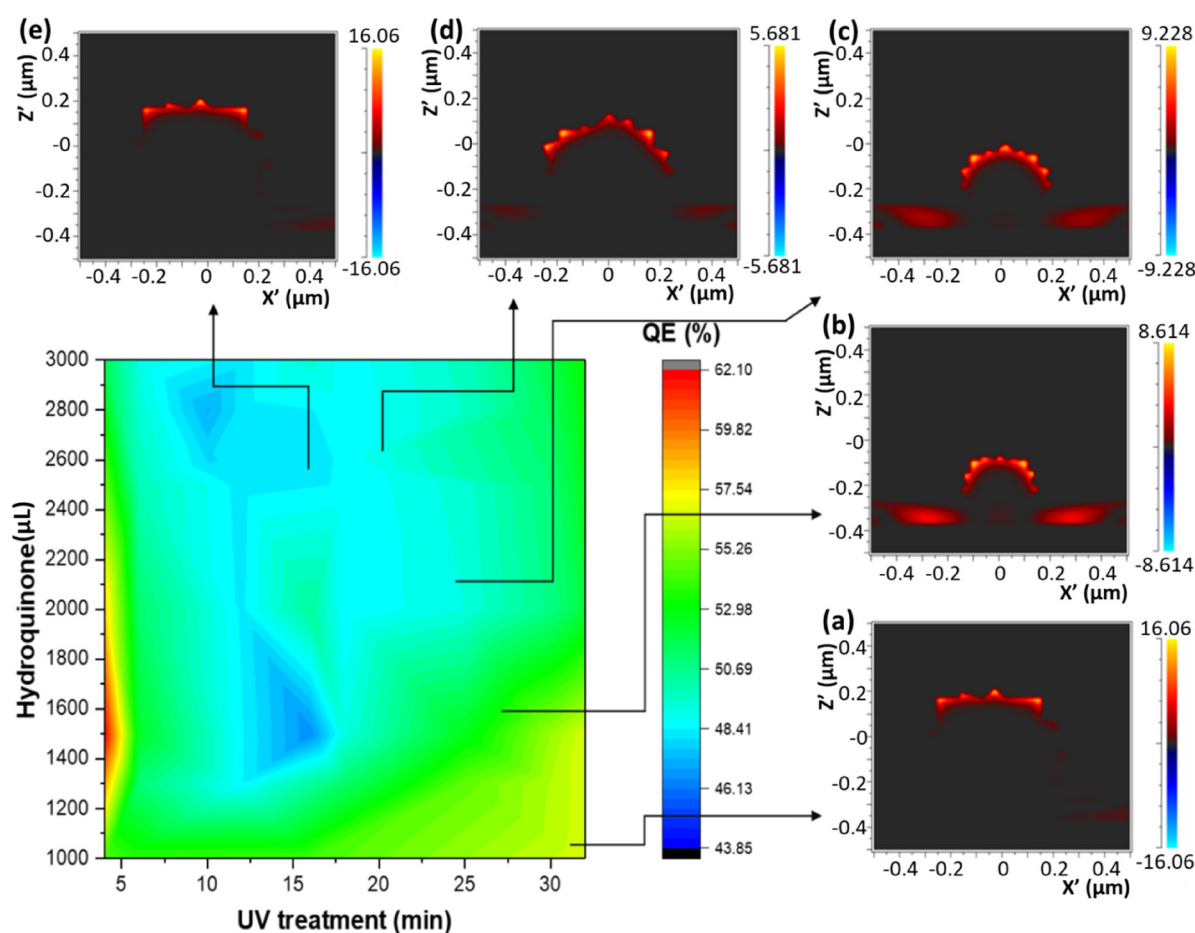 (e)
16.06
0.4
0.2
-0
-0.2
-0.4
Z’ (µm)
-0.4 -0.2 0 0.2 0.4
X’ (µm)
-16.06
(d)
5.681
0.4
0.2
-0
-0.2
-0.4
Z’ (µm)
-0.4 -0.2 0 0.2 0.4
X’ (µm)
-5.681
(c)
9.228
0.4
0.2
-0
-0.2
-0.4
Z’ (µm)
-0.4 -0.2 0 0.2 0.4
X’ (µm)
-9.228
(b)
8.614
0.4
0.2
-0
-0.2
-0.4
Z’ (µm)
-0.4 -0.2 0 0.2 0.4
X’ (µm)
-8.614
(a)
16.06
0.4
0.2
-0
-0.2
-0.4
Z’ (µm)
-0.4 -0.2 0 0.2 0.4
X’ (µm)
-16.06
3000
2800
2600
2400
2200
2000
1800
1600
1400
1200
1000
Hydroquinone(µL)
5 10 15 20 25 30
UV treatment (min)
QE (%)
62.10
59.82
57.54
55.26
52.98
50.69
48.41
46.13
43.85